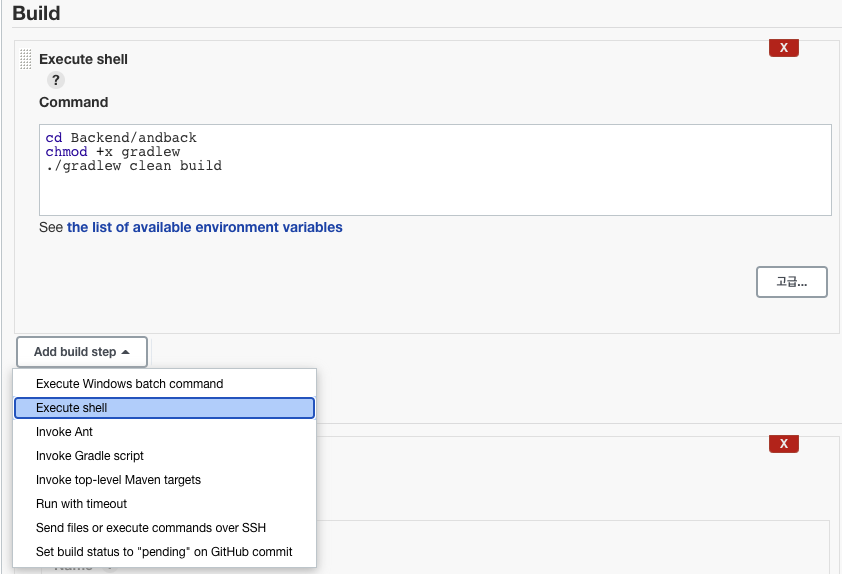 Build
X
Execute shell
?
Command
cd Backend/andback
chmod +x gradlew
./gradlew clean build
See the list of available environment variables
고급...
Add build step
Execute Windows batch command
Execute shell
Invoke Ant
X
Invoke Gradle script
Invoke top-level Maven targets
Run with timeout
Send files or execute commands over SSH
Set build status to "pending" on GitHub commit